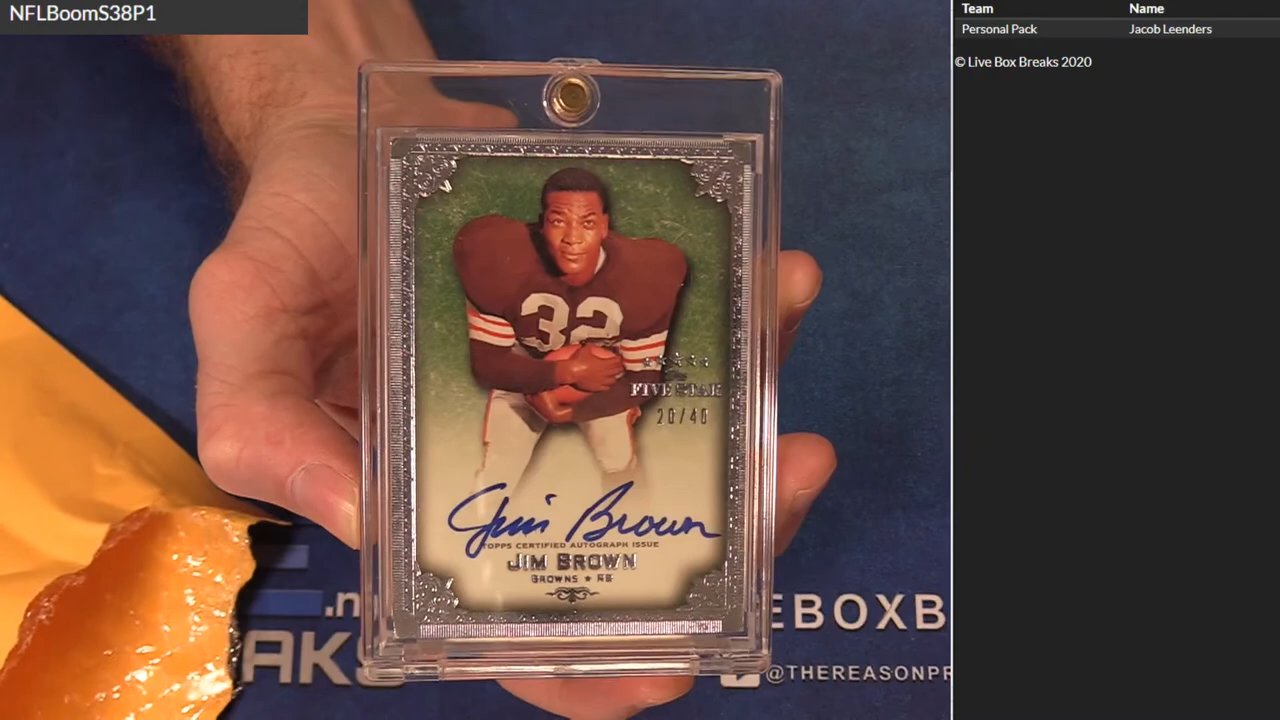 NFLBoomS38P1
Team Name
Personal Pack Jacob Leenders
© Live Box Breaks 2020
32
FIVE STAR
20/40
Jim Brown
TOPPS CERTIFIED AUTOGRAPH ISSUE
JIM BROWN
BROWNS ★ RB
EBOXB
AKS
@THEREASONPR